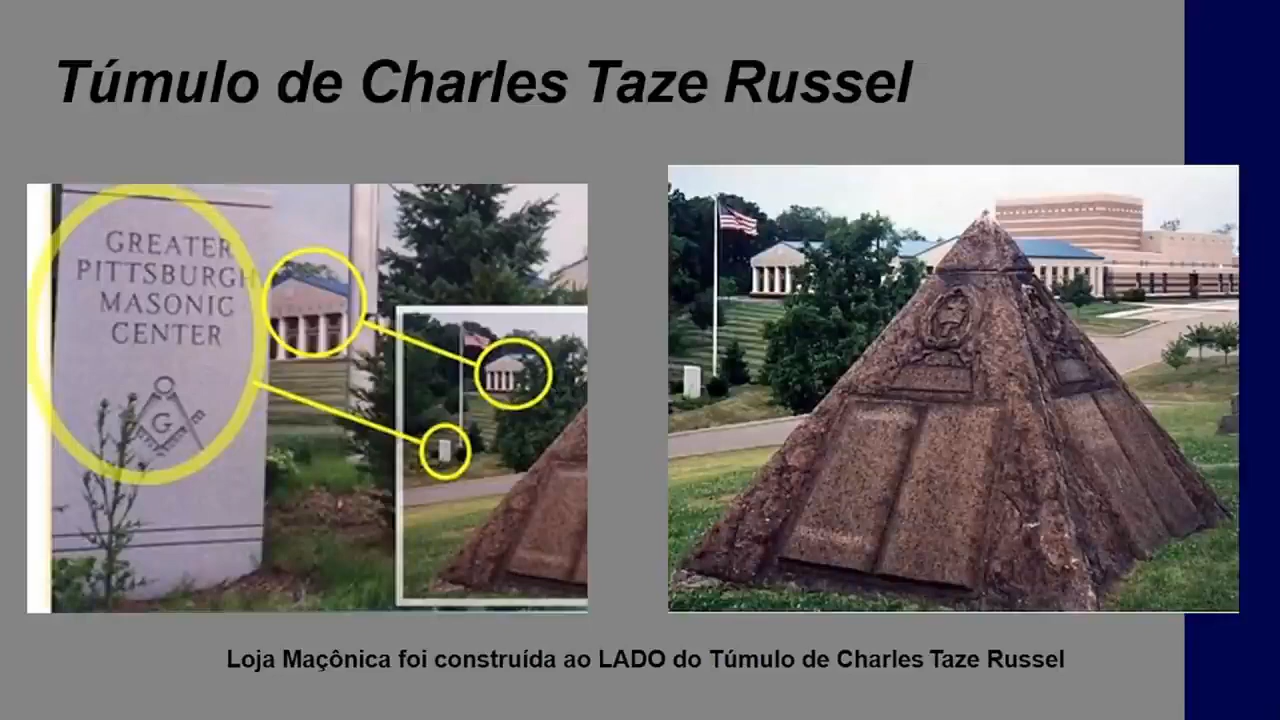 Túmulo de Charles Taze Russel
GREATER
PITTSBURGH
MASONIC
CENTER
G
Loja Maçônica foi construída ao LADO do Túmulo de Charles Taze Russel